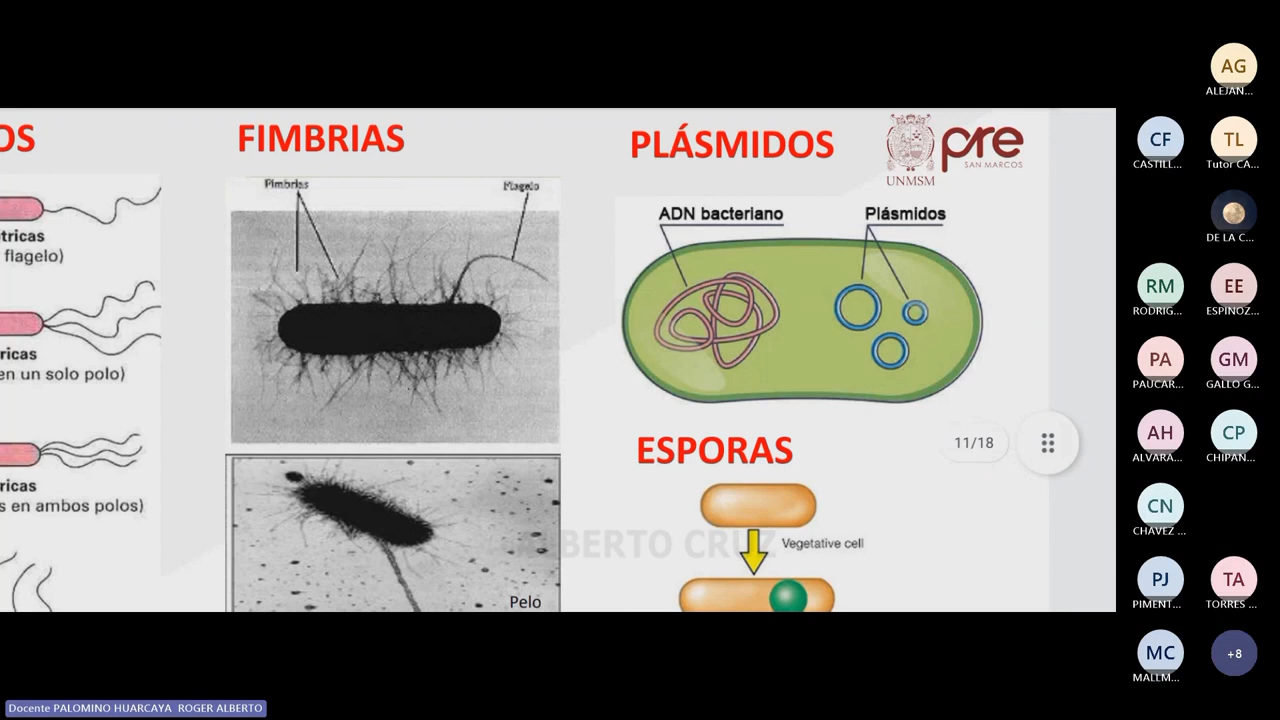 OS
tricas
flagelo)
ricas
en un solo polo)
ricas
s en ambos polos)
FIMBRIAS
Fimbrias
Flagelo
Pelo
PLÁSMIDOS
UNMSM
pre
SAN MARCOS
ADN bacteriano
Plásmidos
ESPORAS
Vegetative cell
BERTO CRUZ
11/18
AG
ALEJAN...
CF
CASTILL...
TL
Tutor CA...
DE LA C...
RM
RODRIG...
EE
ESPINOZ...
PA
PAUCAR...
GM
GALLO G...
AH
ALVARA...
CP
CHIPAN...
CN
CHAVEZ ...
PJ
PIMENT...
TA
TORRES ...
MC
MALLM...
+8
Docente PALOMINO HUARCAYA ROGER ALBERTO